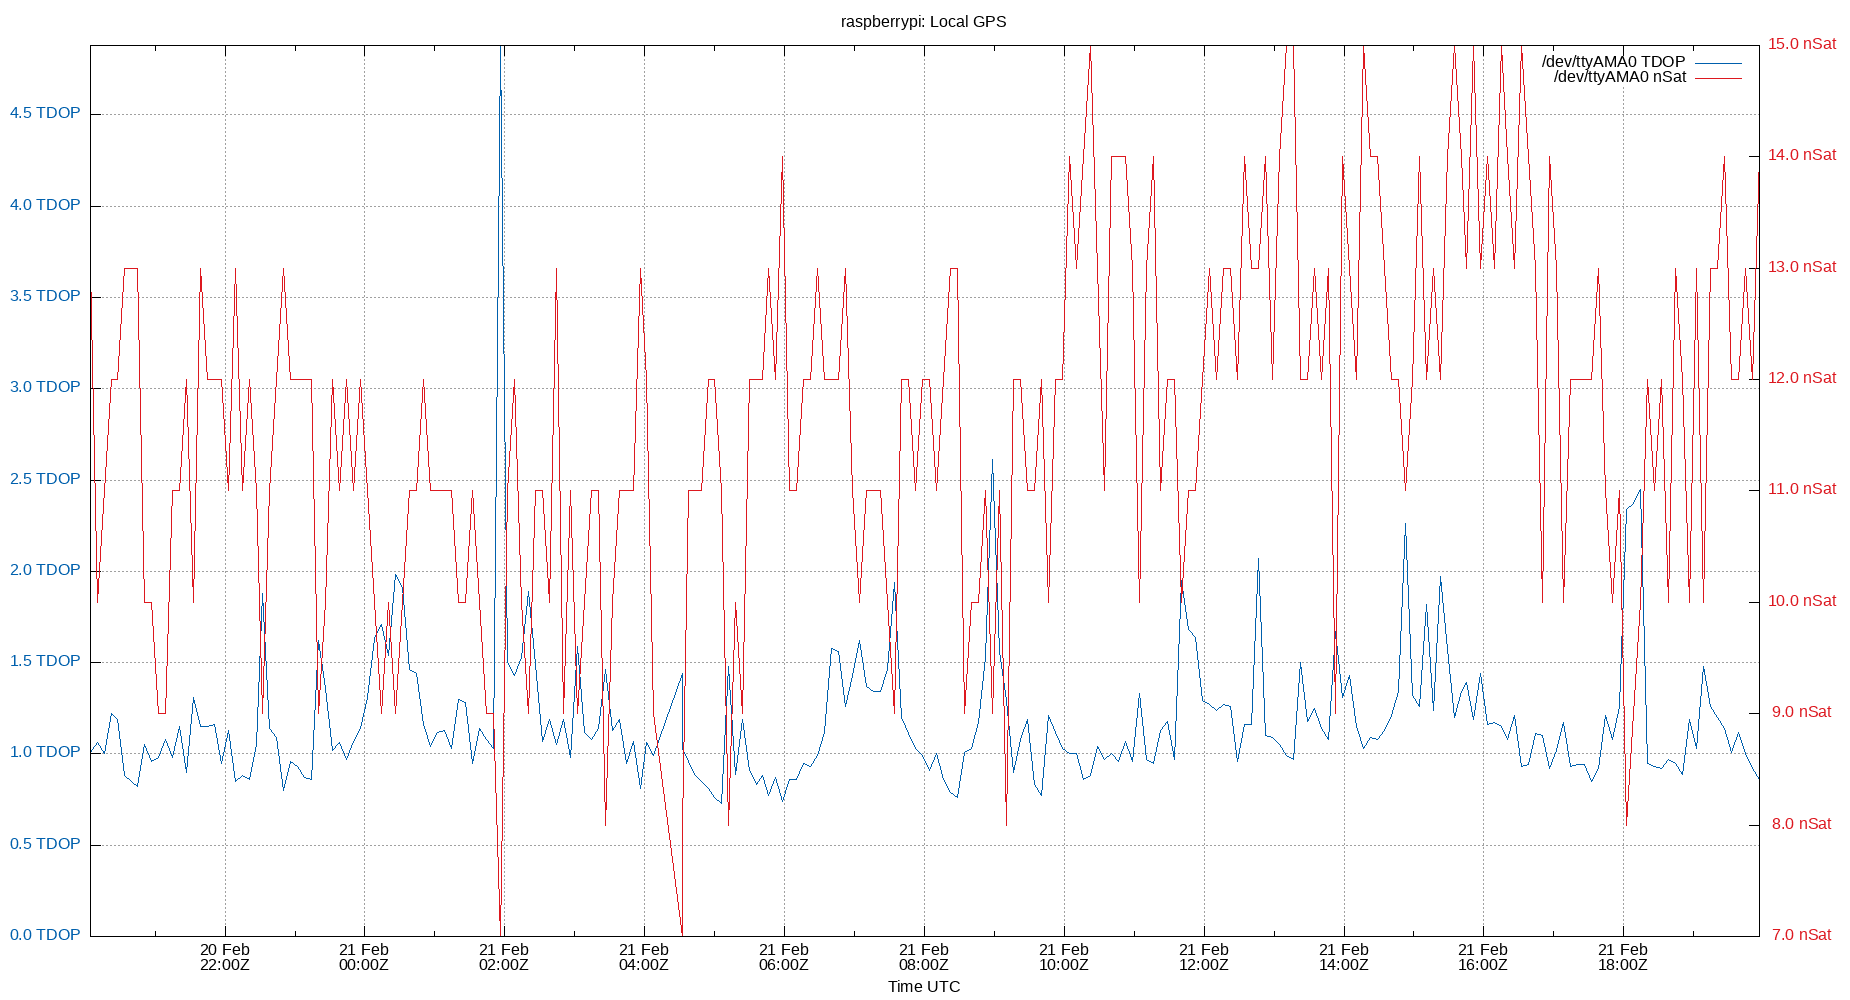 raspberrypi: Local GPS
15.0 nSat
/dev/ttyAMA0 TDOP
/dev/ttyAMA0 nSat
4.5 TDOP
14.0 nSat
4.0 TDOP
13.0 nSat
3.5 TDOP
12.0 nSat
3.0 TDOP
11.0 nSat
2.5 TDOP
10.0 nSat
2.0 TDOP
1.5 TDOP
9.0 nSat
1.0 TDOP
8.0 nSat
0.5 TDOP
0.0 TDOP
7.0 nSat
20 Feb 21 Feb 21 Feb 21 Feb 21 Feb 21 Feb 21 Feb 21 Feb 21 Feb 21 Feb 21 Feb
22:00Z 00:00Z 02:00Z 04:00Z 06:00Z 08:00Z 10:00Z 12:00Z 14:00Z 16:00Z 18:00Z
Time UTC